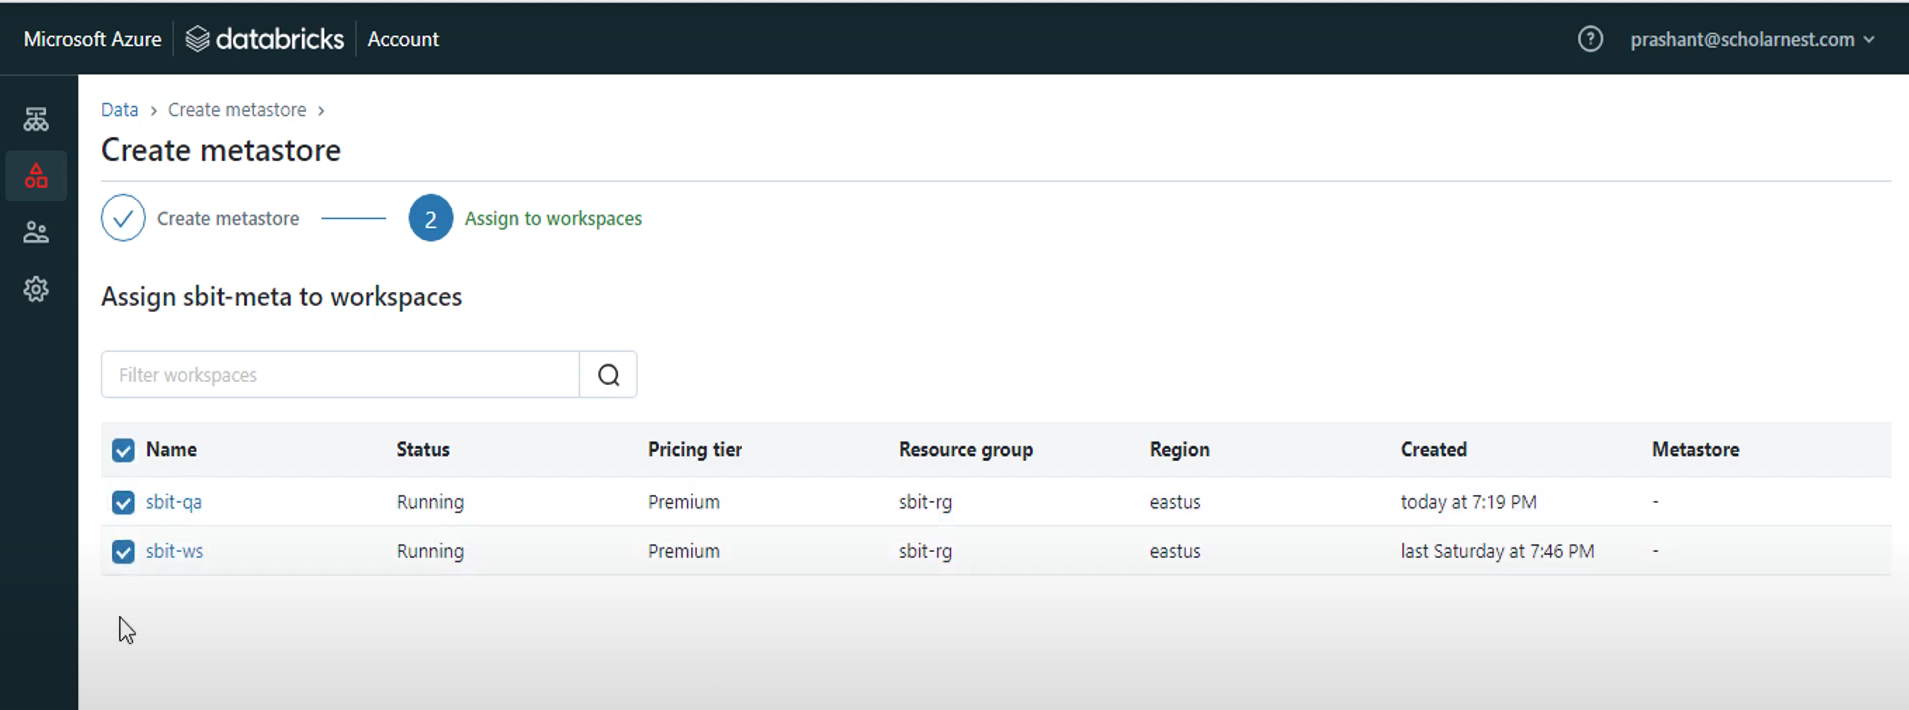 Microsoft Azure databricks Account ? prashant@scholarnest.com
Data > Create metastore >
Create metastore
Create metastore 2 Assign to workspaces
Assign sbit-meta to workspaces
Filter workspaces
Name Status Pricing tier Resource group Region Created Metastore
sbit-qa Running Premium sbit-rg eastus today at 7:19 PM -
sbit-ws Running Premium sbit-rg eastus last Saturday at 7:46 PM -